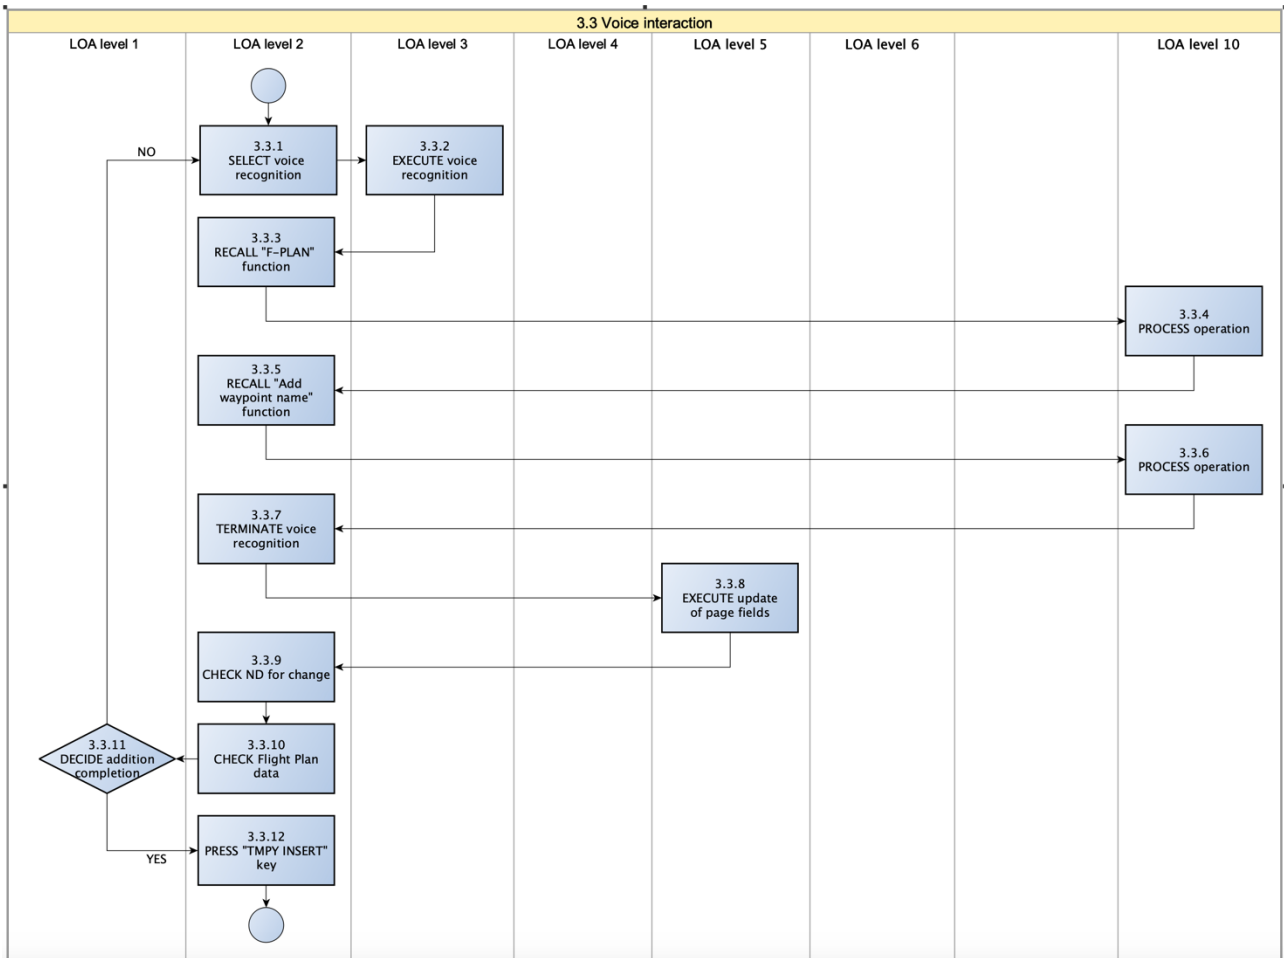 3.3 Voice interaction
LOA level 1
LOA level 2
LOA level 3
LOA level 4
LOA level 5
LOA level 6
LOA level 10
NO
3.3.1
SELECT voice
recognition
3.3.2
EXECUTE voice
recognition
3.3.3
RECALL "F-PLAN"
function
3.3.4
PROCESS operation
3.3.5
RECALL "Add
waypoint name"
function
3.3.6
PROCESS operation
3.3.7
TERMINATE voice
recognition
3.3.8
EXECUTE update
of page fields
3.3.9
CHECK ND for change
3.3.10
CHECK Flight Plan
data
3.3.11
DECIDE addition
completion
3.3.12
PRESS "TMPY INSERT"
key
YES